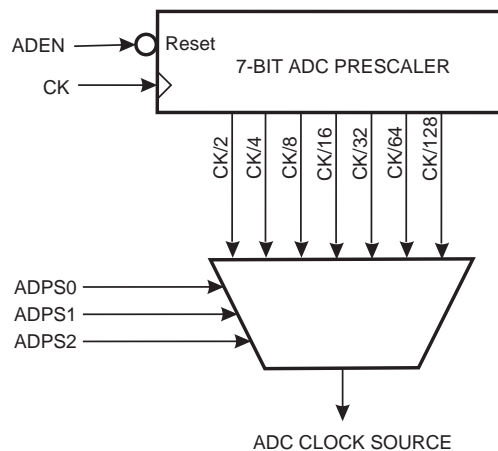 ADEN
Reset
7-BIT ADC PRESCALER
CK
CK/2
CK/4
CK/8
CK/16
CK/32
CK/64
CK/128
ADPS0
ADPS1
ADPS2
ADC CLOCK SOURCE